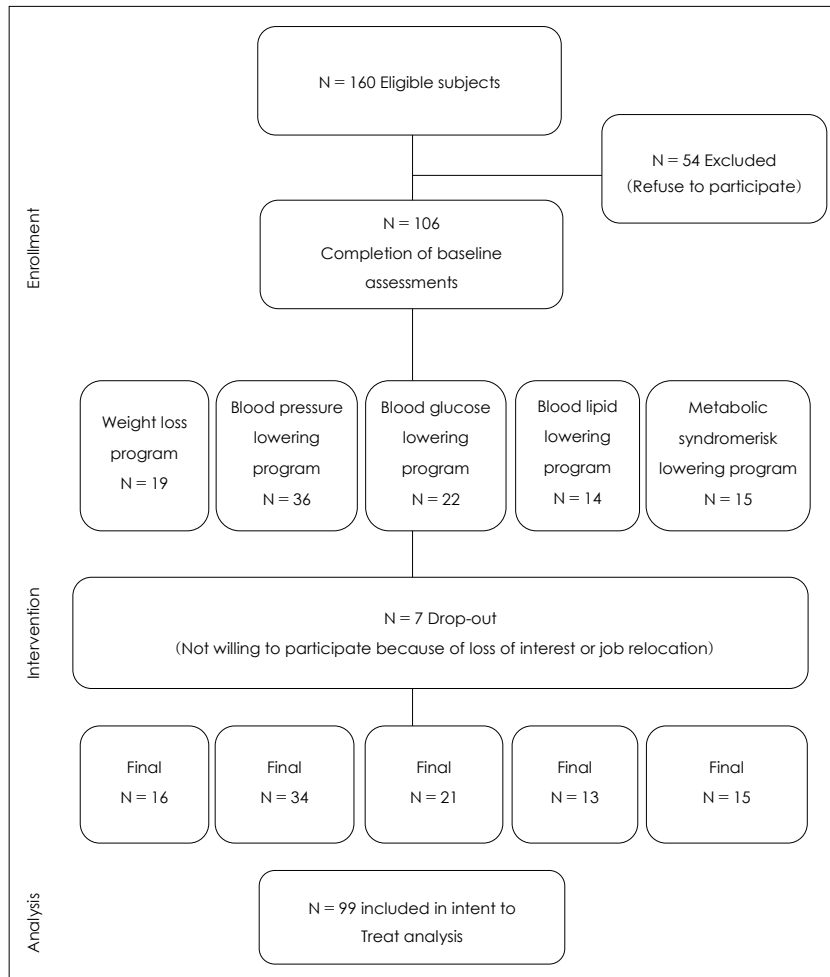 N = 160 Eligible subjects
N = 54 Excluded
(Refuse to participate)
Enrollment
N = 106
Completion of baseline
assessments
Weight loss
program
N = 19
Blood pressure
lowering
program
N = 36
Blood glucose
lowering
program
N = 22
Blood lipid
lowering
program
N = 14
Metabolic
syndromerisk
lowering program
N = 15
Intervention
N = 7 Drop-out
(Not willing to participate because of loss of interest or job relocation)
Final
N = 16
Final
N = 34
Final
N = 21
Final
N = 13
Final
N = 15
Analysis
N = 99 included in intent to
Treat analysis